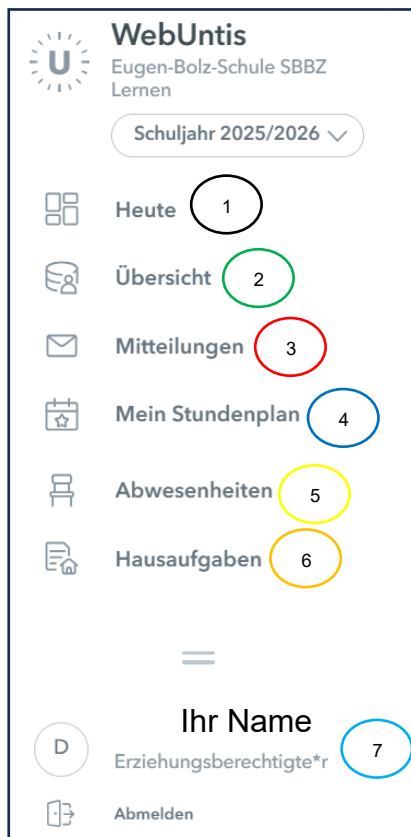 WebUntis
U
Eugen-Bolz-Schule SBBZ
Lernen
Schuljahr 2025/2026
Heute 1
Übersicht 2
Mitteilungen 3
Mein Stundenplan 4
Abwesenheiten 5
Hausaufgaben 6
Ihr Name
D
Erziehungsberechtigte*r 7
Abmelden